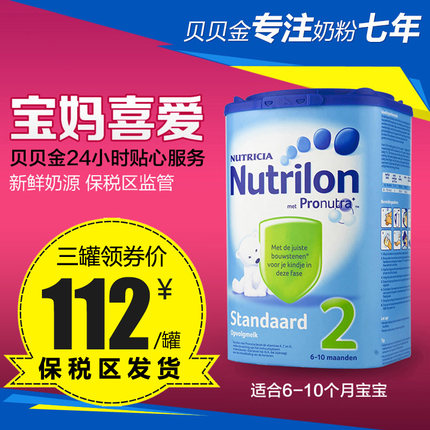 贝贝金专注奶粉七年
宝妈喜爱
贝贝金24小时贴心服务
新鲜奶源 保税区监管
三罐领券价
112¥/罐
保税区发货
NUTRICIA
Nutrilon
met Pronutra
Met de juiste
bouwstenen*
voor je kindje in
deze fase
Standaard 2
Opvolgmelk
6-10 maanden
适合6-10个月宝宝